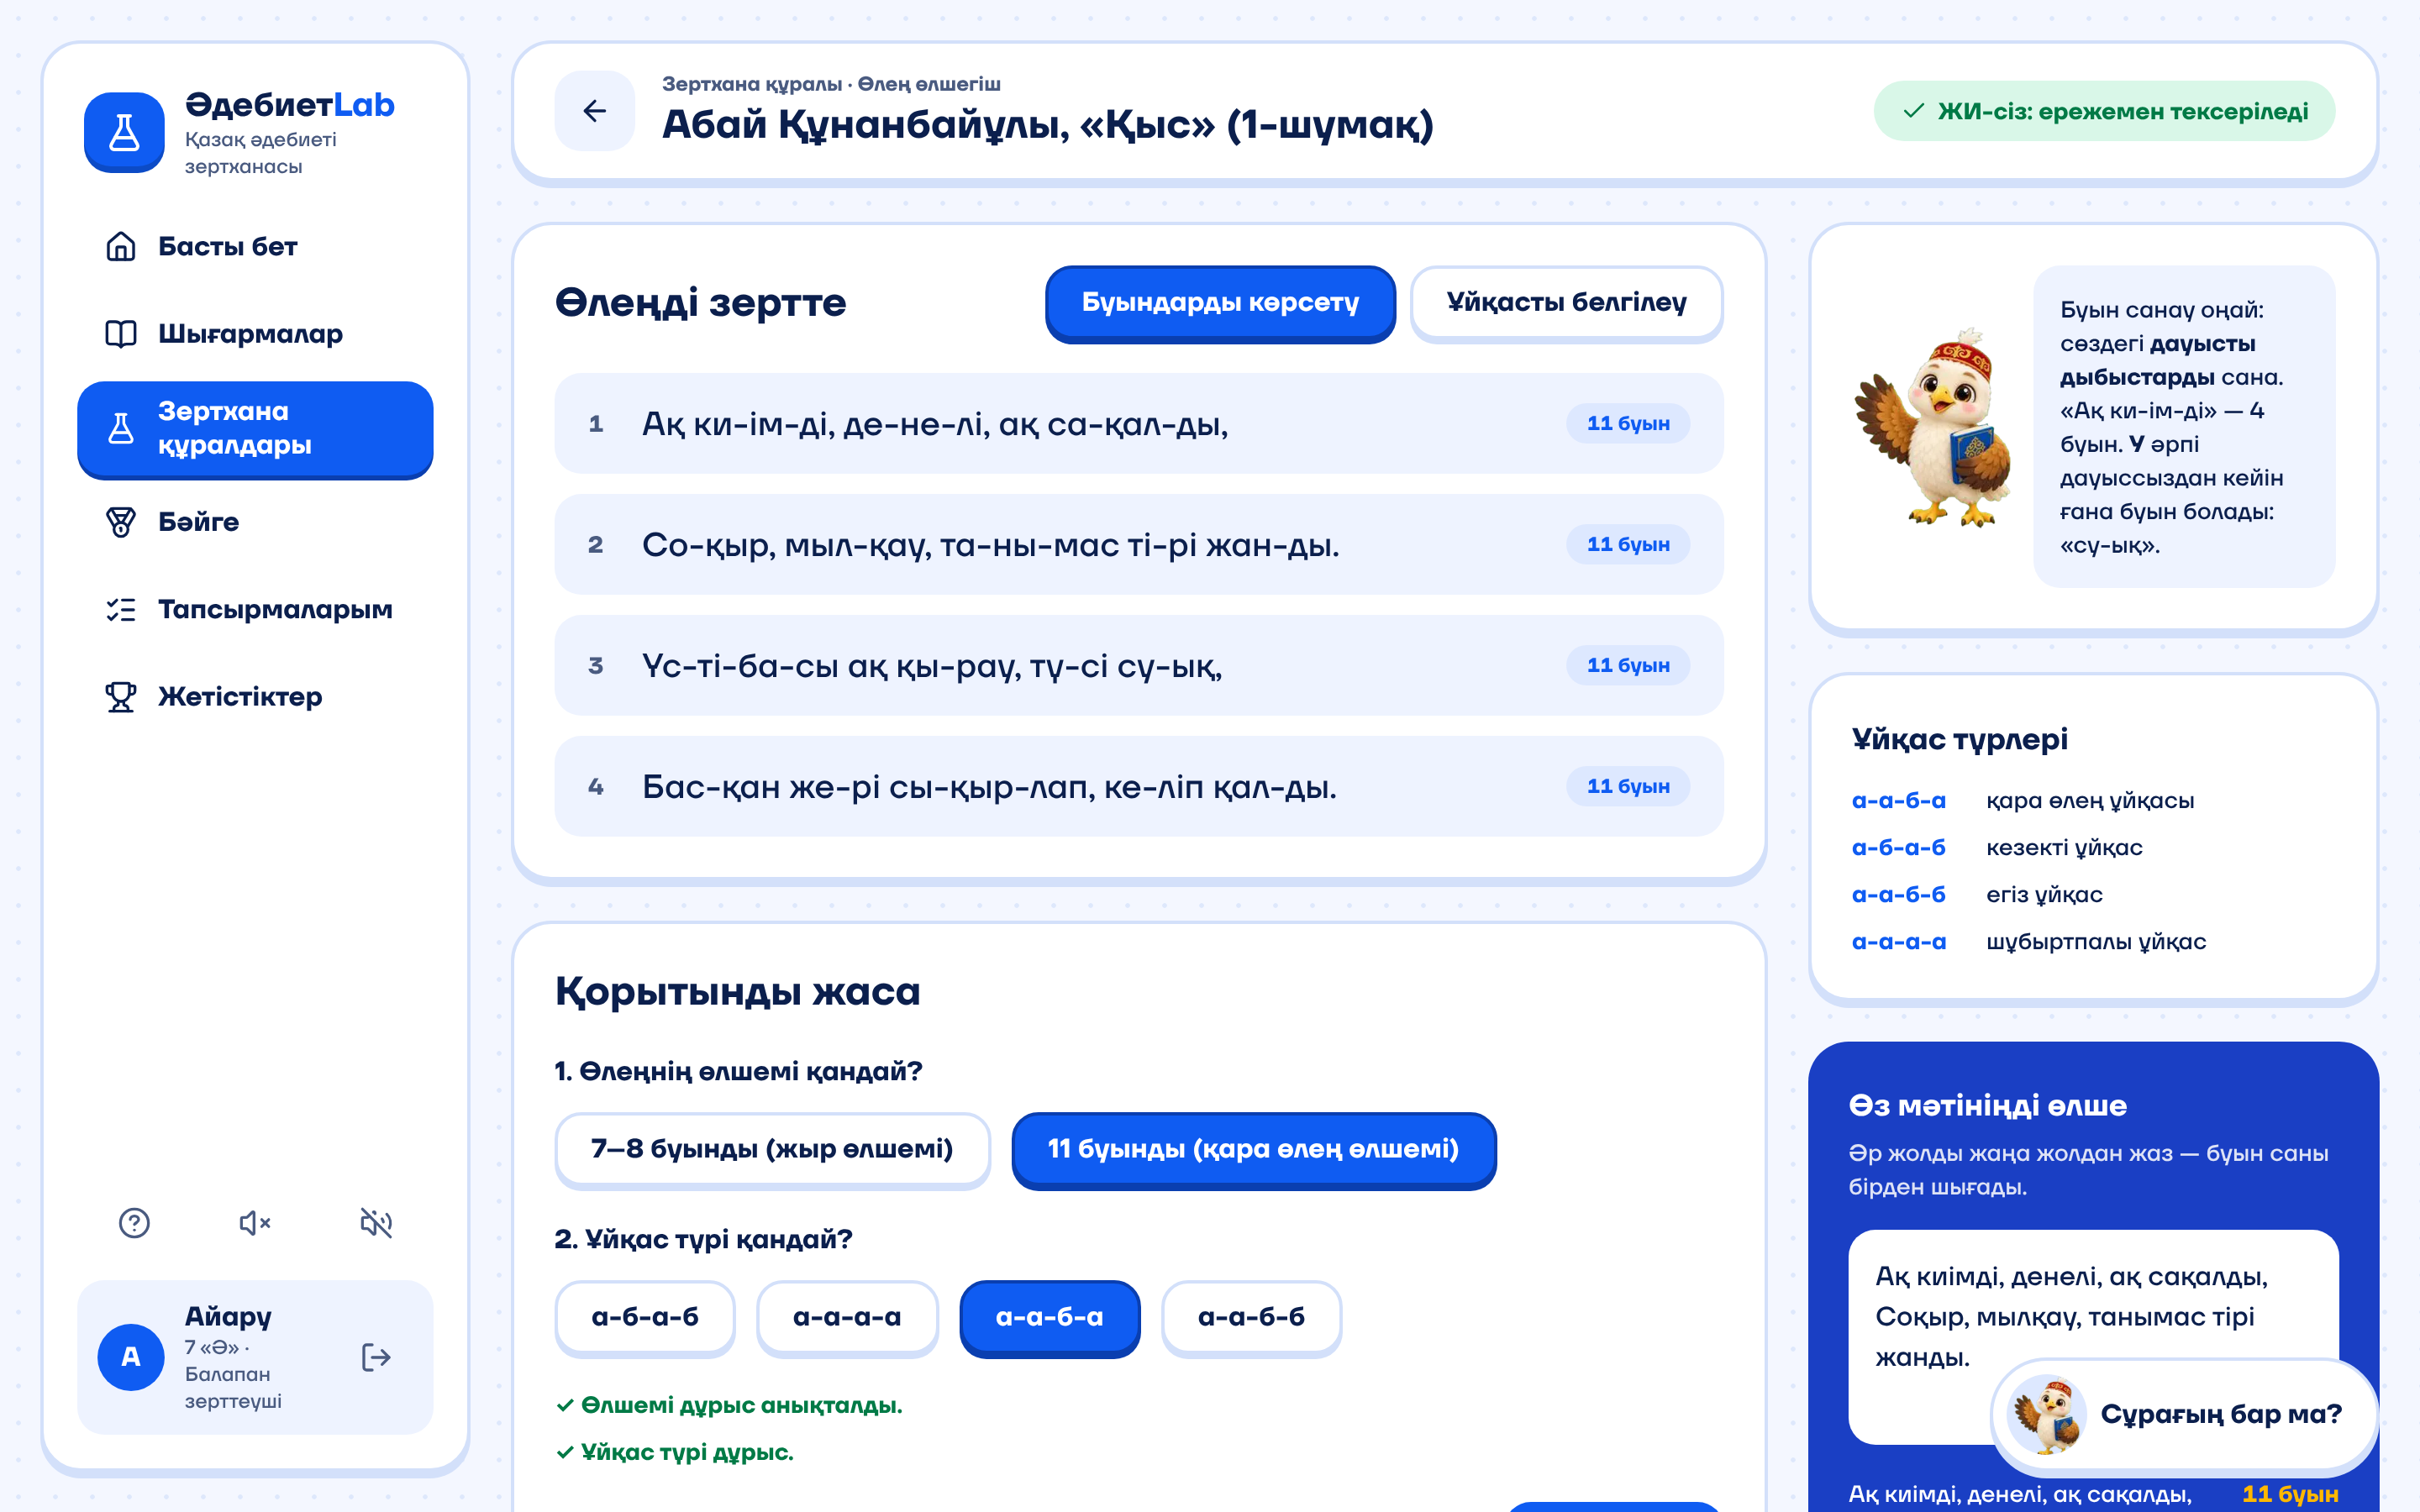 ӘдебиетLab
Қазақ әдебиеті
зертханасы
Басты бет
Шығармалар
Зертхана
құралдары
Бәйге
Тапсырмаларым
Жетістіктер
А
Айару
7 «Ә» ·
Балапан
зерттеуші
Зертхана құралы · Өлең өлшегіш
Абай Құнанбайұлы, «Қыс» (1-шумақ)
ЖИ-сіз: ережемен тексеріледі
Өлеңді зертте
Буындарды көрсету
Ұйқасты белгілеу
1 Ақ ки-ім-ді, де-не-лі, ақ са-қал-ды, 11 буын
2 Со-қыр, мыл-қау, та-ны-мас ті-рі жан-ды. 11 буын
3 Үс-ті-ба-сы ақ қы-рау, тү-сі су-ық, 11 буын
4 Бас-қан же-рі сы-қыр-лап, ке-ліп қал-ды. 11 буын
Қорытынды жаса
1. Өлеңнің өлшемі қандай?
7–8 буынды (жыр өлшемі)
11 буынды (қара өлең өлшемі)
2. Ұйқас түрі қандай?
а-б-а-б
а-а-а-а
а-а-б-а
а-а-б-б
✓ Өлшемі дұрыс анықталды.
✓ Ұйқас түрі дұрыс.
Буын санау оңай:
сөздегі дауысты
дыбыстарды сана.
«Ақ ки-ім-ді» — 4
буын. У әрпі
дауыссыздан кейін
ғана буын болады:
«су-ық».
Ұйқас түрлері
а-а-б-а қара өлең ұйқасы
а-б-а-б кезекті ұйқас
а-а-б-б егіз ұйқас
а-а-а-а шұбыртпалы ұйқас
Өз мәтініңді өлше
Әр жолды жаңа жолдан жаз — буын саны
бірден шығады.
Ақ киімді, денелі, ақ сақалды,
Соқыр, мылқау, танымас тірі
жанды.
Сұрағың бар ма?
Ақ киімді, денелі, ақ сақалды, 11 буын